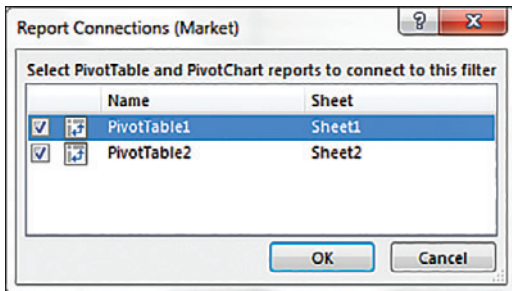 Report Connections (Market)
Select PivotTable and PivotChart reports to connect to this filter
Name Sheet
PivotTable1 Sheet1
PivotTable2 Sheet2
OK Cancel